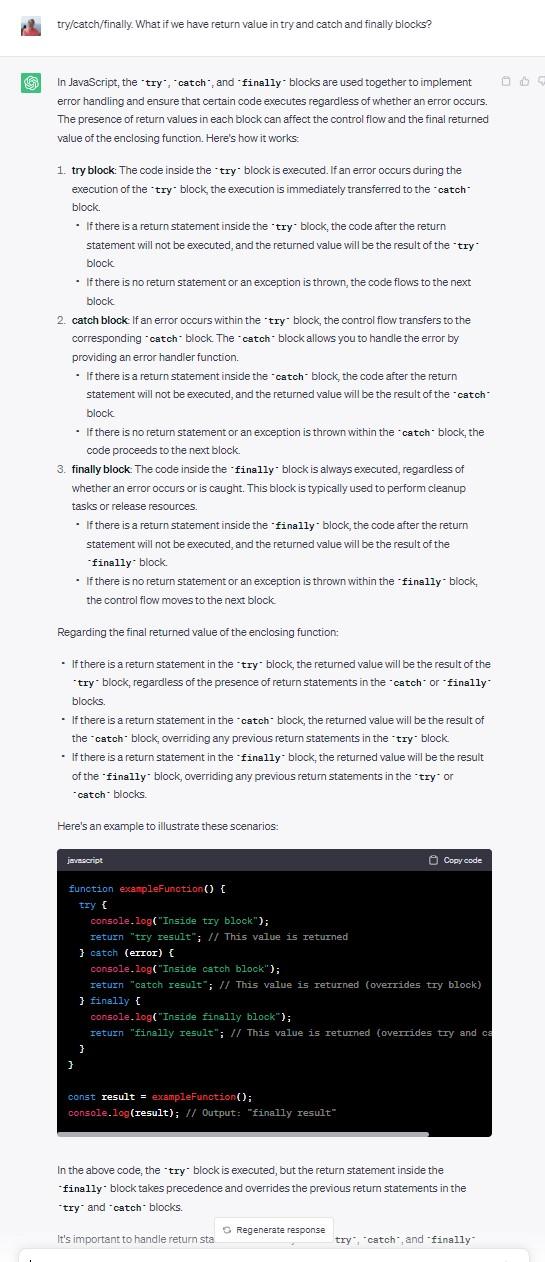 try/catch/finally. What if we have return value in try and catch and finally blocks?
In JavaScript, the `try`, `catch`, and `finally` blocks are used together to implement
error handling and ensure that certain code executes regardless of whether an error occurs.
The presence of return values in each block can affect the control flow and the final returned
value of the enclosing function. Here's how it works:
1. try block: The code inside the `try` block is executed. If an error occurs during the
execution of the `try` block, the execution is immediately transferred to the `catch`
block.
• If there is a return statement inside the `try` block, the code after the return
statement will not be executed, and the returned value will be the result of the `try`
block.
• If there is no return statement or an exception is thrown, the code flows to the next
block.
2. catch block: If an error occurs within the `try` block, the control flow transfers to the
corresponding `catch` block. The `catch` block allows you to handle the error by
providing an error handler function.
• If there is a return statement inside the `catch` block, the code after the return
statement will not be executed, and the returned value will be the result of the `catch`
block.
• If there is no return statement or an exception is thrown within the `catch` block, the
code proceeds to the next block.
3. finally block: The code inside the `finally` block is always executed, regardless of
whether an error occurs or is caught. This block is typically used to perform cleanup
tasks or release resources.
• If there is a return statement inside the `finally` block, the code after the return
statement will not be executed, and the returned value will be the result of the
`finally` block.
• If there is no return statement or an exception is thrown within the `finally` block,
the control flow moves to the next block.
Regarding the final returned value of the enclosing function:
• If there is a return statement in the `try` block, the returned value will be the result of the
`try` block, regardless of the presence of return statements in the `catch` or `finally`
blocks.
• If there is a return statement in the `catch` block, the returned value will be the result of
the `catch` block, overriding any previous return statements in the `try` block.
• If there is a return statement in the `finally` block, the returned value will be the result
of the `finally` block, overriding any previous return statements in the `try` or
`catch` blocks.
Here's an example to illustrate these scenarios:
javascript Copy code
function exampleFunction() {
try {
console.log("Inside try block");
return "try result"; // This value is returned
} catch (error) {
console.log("Inside catch block");
return "catch result"; // This value is returned (overrides try block)
} finally {
console.log("Inside finally block");
return "finally result"; // This value is returned (overrides try and ca
}
}
const result = exampleFunction();
console.log(result); // Output: "finally result"
In the above code, the `try` block is executed, but the return statement inside the
`finally` block takes precedence and overrides the previous return statements in the
`try` and `catch` blocks.
Regenerate response
It's important to handle return sta try`, `catch`, and `finally`